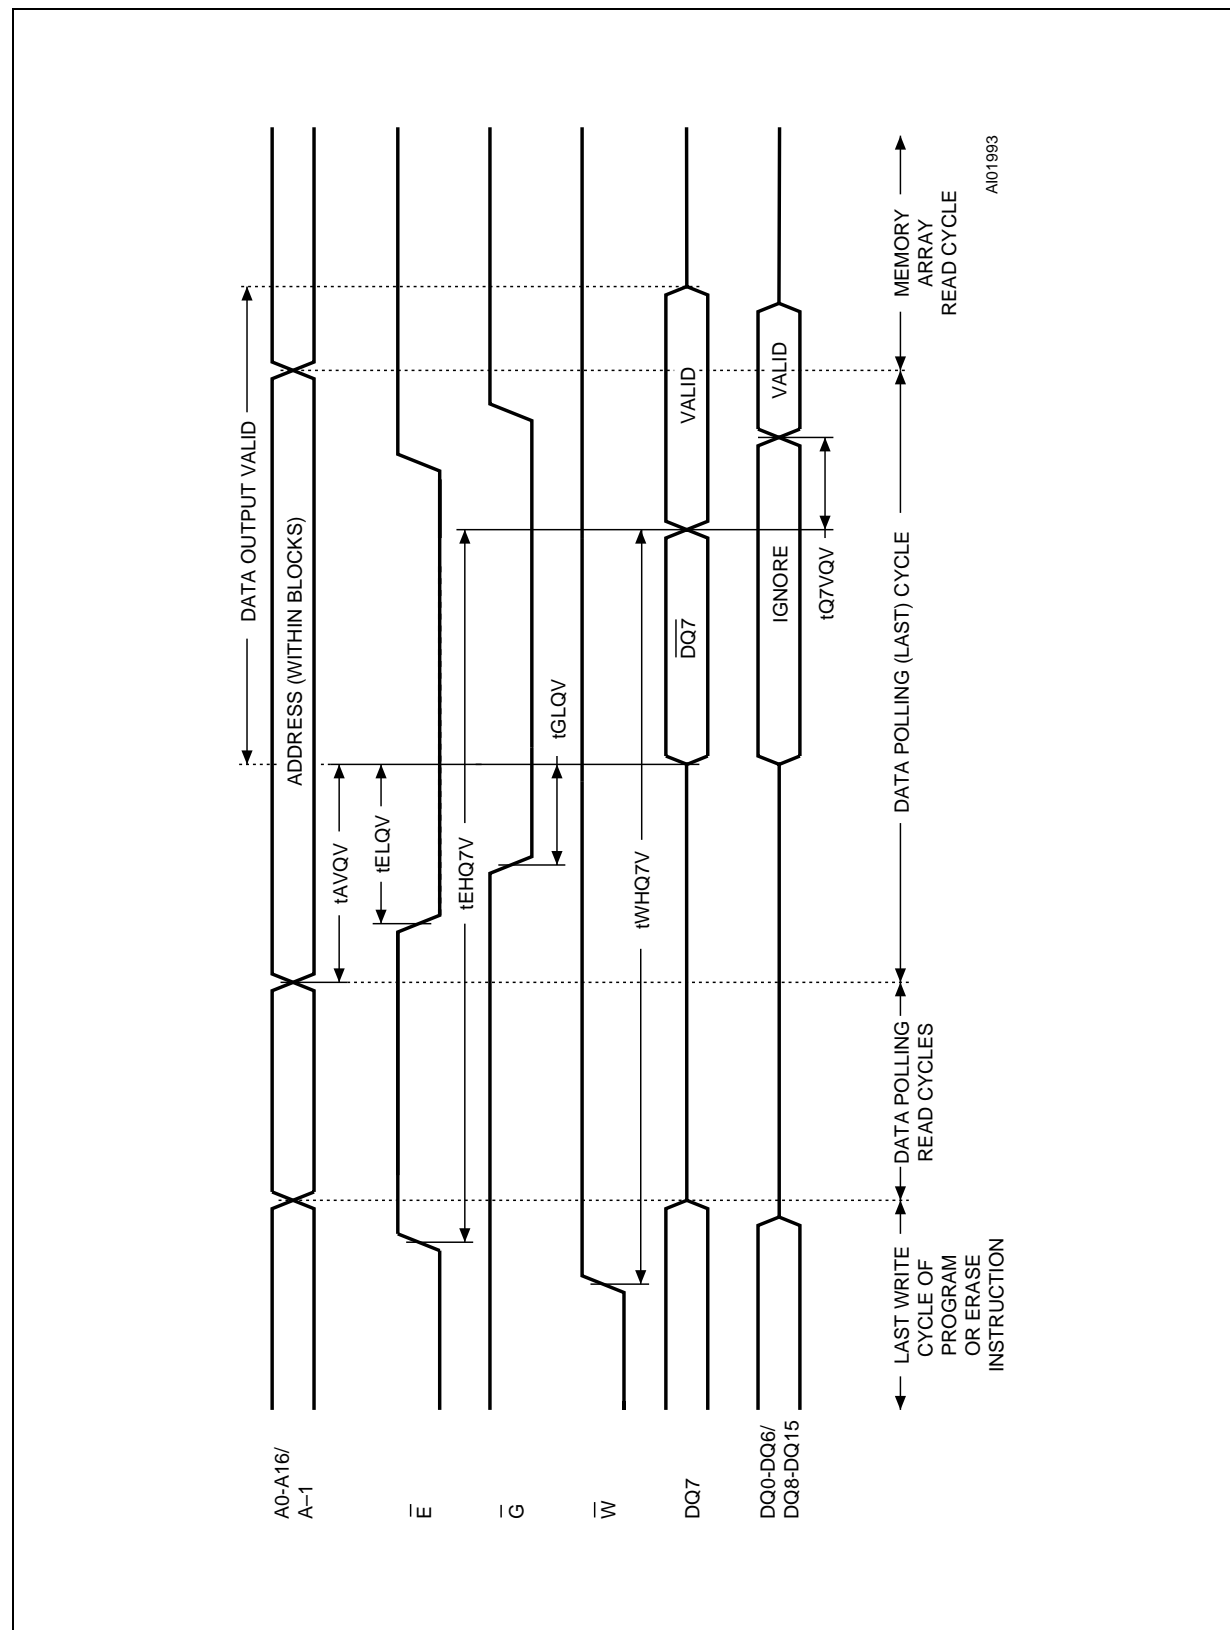 DATA OUTPUT VALID
A0-A16/
A–1
ADDRESS (WITHIN BLOCKS)
tAVQV
tELQV
E
tEHQ7V
G
tGLQV
W
tWHQ7V
DQ7
DQ7
VALID
DQ0-DQ6/
DQ8-DQ15
IGNORE
VALID
tQ7VQV
LAST WRITE
CYCLE OF
PROGRAM
OR ERASE
INSTRUCTION
DATA POLLING
READ CYCLES
DATA POLLING (LAST) CYCLE
MEMORY
ARRAY
READ CYCLE
AI01993